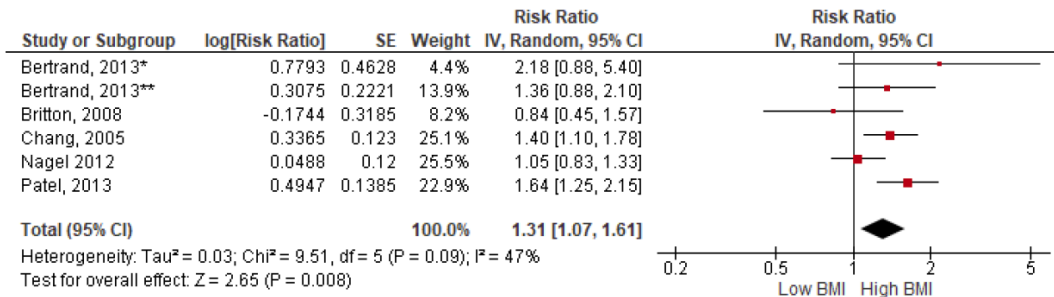 Risk Ratio Risk Ratio
Study or Subgroup log[Risk Ratio] SE Weight IV, Random, 95% CI IV, Random, 95% CI
Bertrand, 2013* 0.7793 0.4628 4.4% 2.18 [0.88, 5.40]
Bertrand, 2013** 0.3075 0.2221 13.9% 1.36 [0.88, 2.10]
Britton, 2008 -0.1744 0.3185 8.2% 0.84 [0.45, 1.57]
Chang, 2005 0.3365 0.123 25.1% 1.40 [1.10, 1.78]
Nagel 2012 0.0488 0.12 25.5% 1.05 [0.83, 1.33]
Patel, 2013 0.4947 0.1385 22.9% 1.64 [1.25, 2.15]
Total (95% CI) 100.0% 1.31 [1.07, 1.61]
Heterogeneity: Tau² = 0.03; Chi² = 9.51, df = 5 (P = 0.09); I² = 47%
Test for overall effect: Z = 2.65 (P = 0.008)
0.2 0.5 1 2 5
Low BMI High BMI